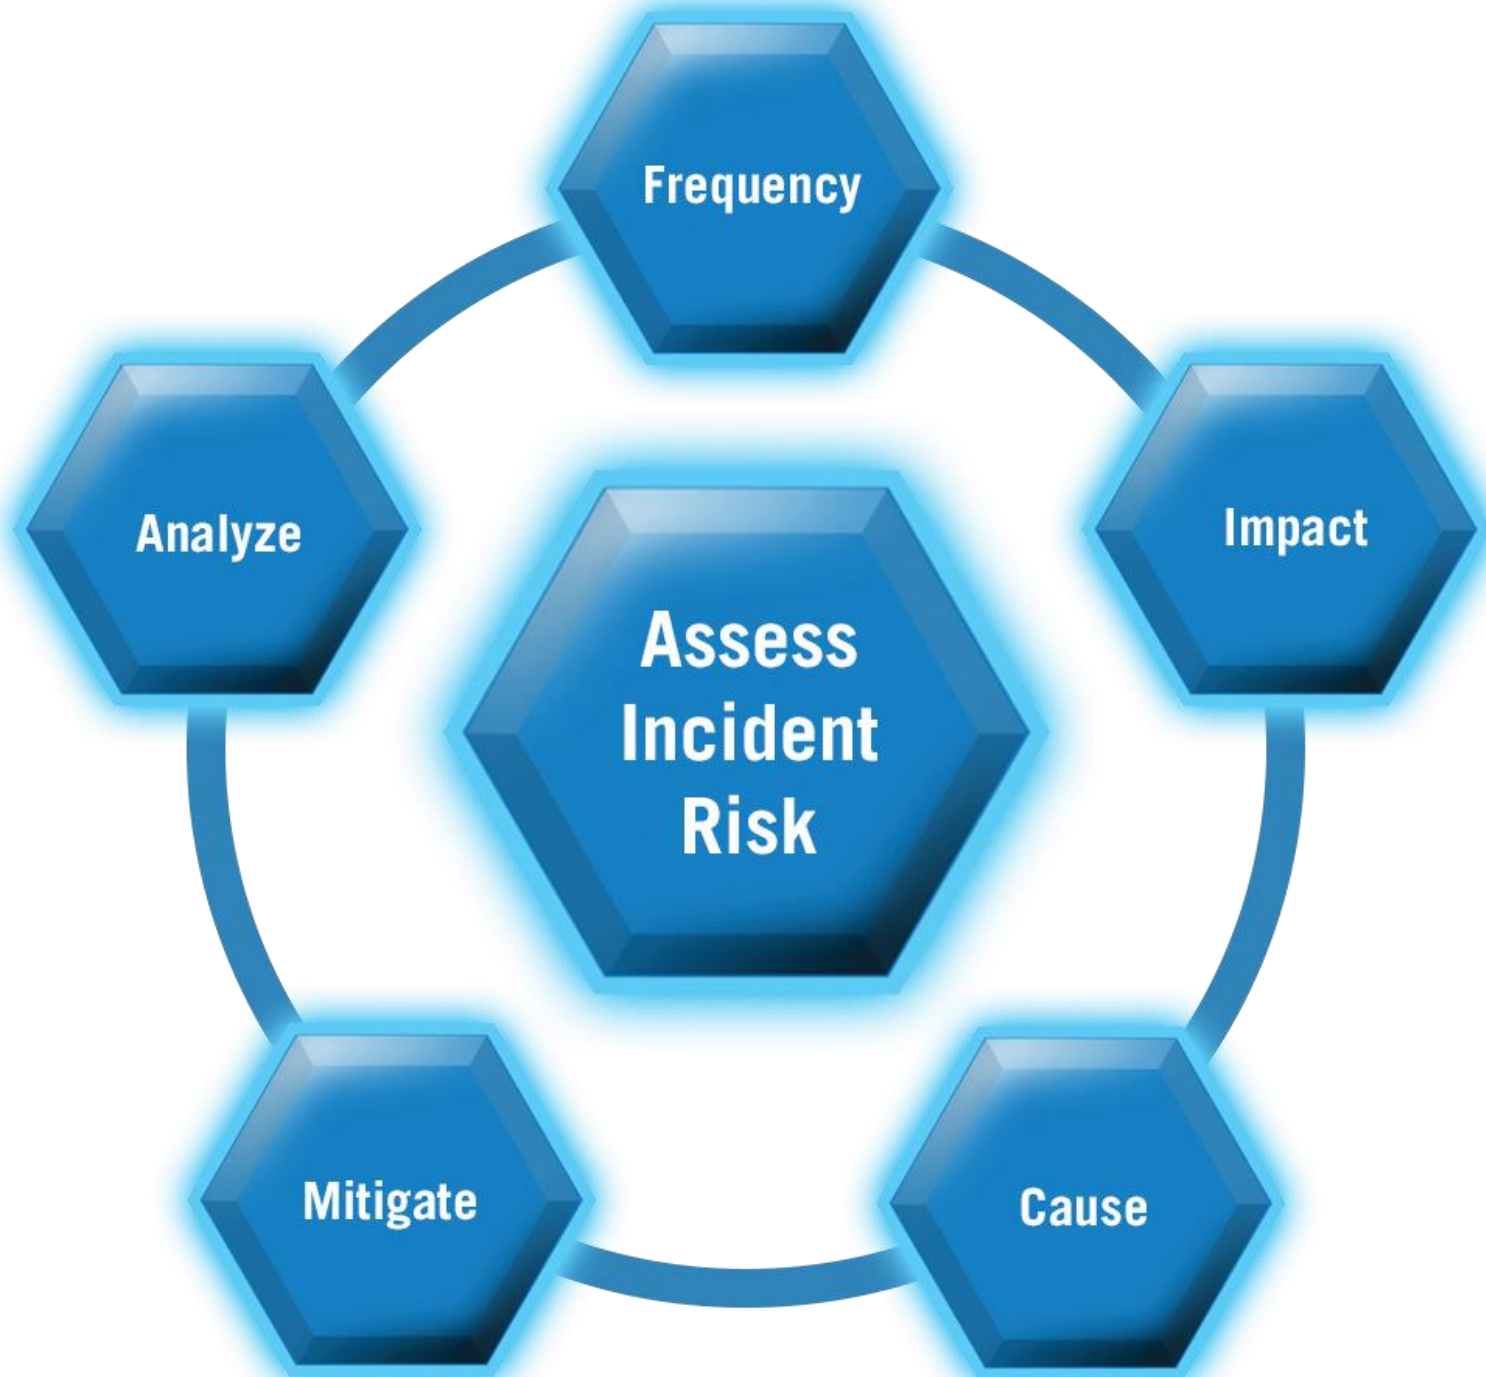 Frequency
Analyze
Impact
Assess
Incident
Risk
Mitigate
Cause